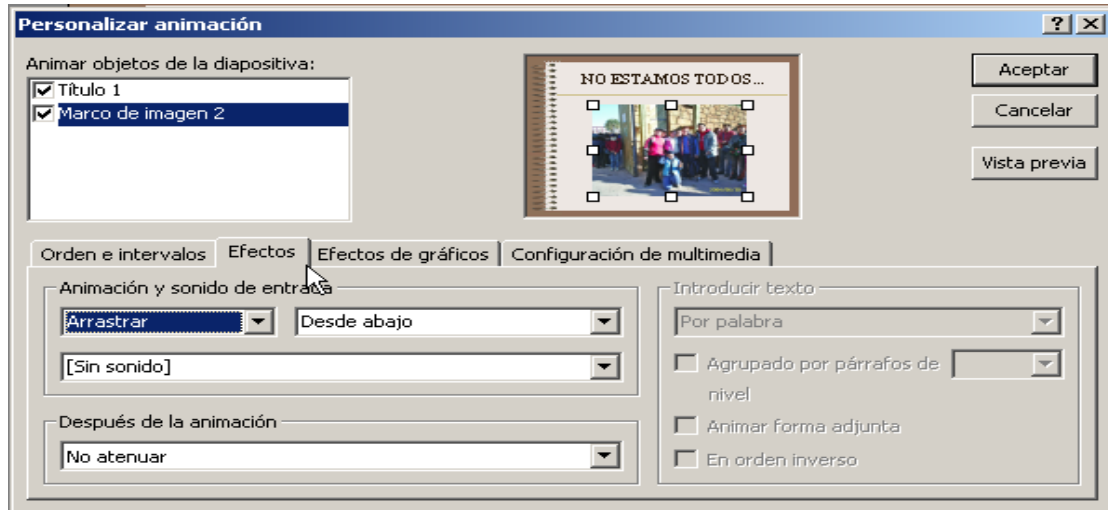 Personalizar animación
Animar objetos de la diapositiva:
Título 1
Marco de imagen 2
NO ESTAMOS TODOS...
Aceptar
Cancelar
Vista previa
Orden e intervalos
Efectos
Efectos de gráficos
Configuración de multimedia
Animación y sonido de entrada
Arrastrar
Desde abajo
[Sin sonido]
Después de la animación
No atenuar
Introducir texto
Por palabra
Agrupado por párrafos de
nivel
Animar forma adjunta
En orden inverso